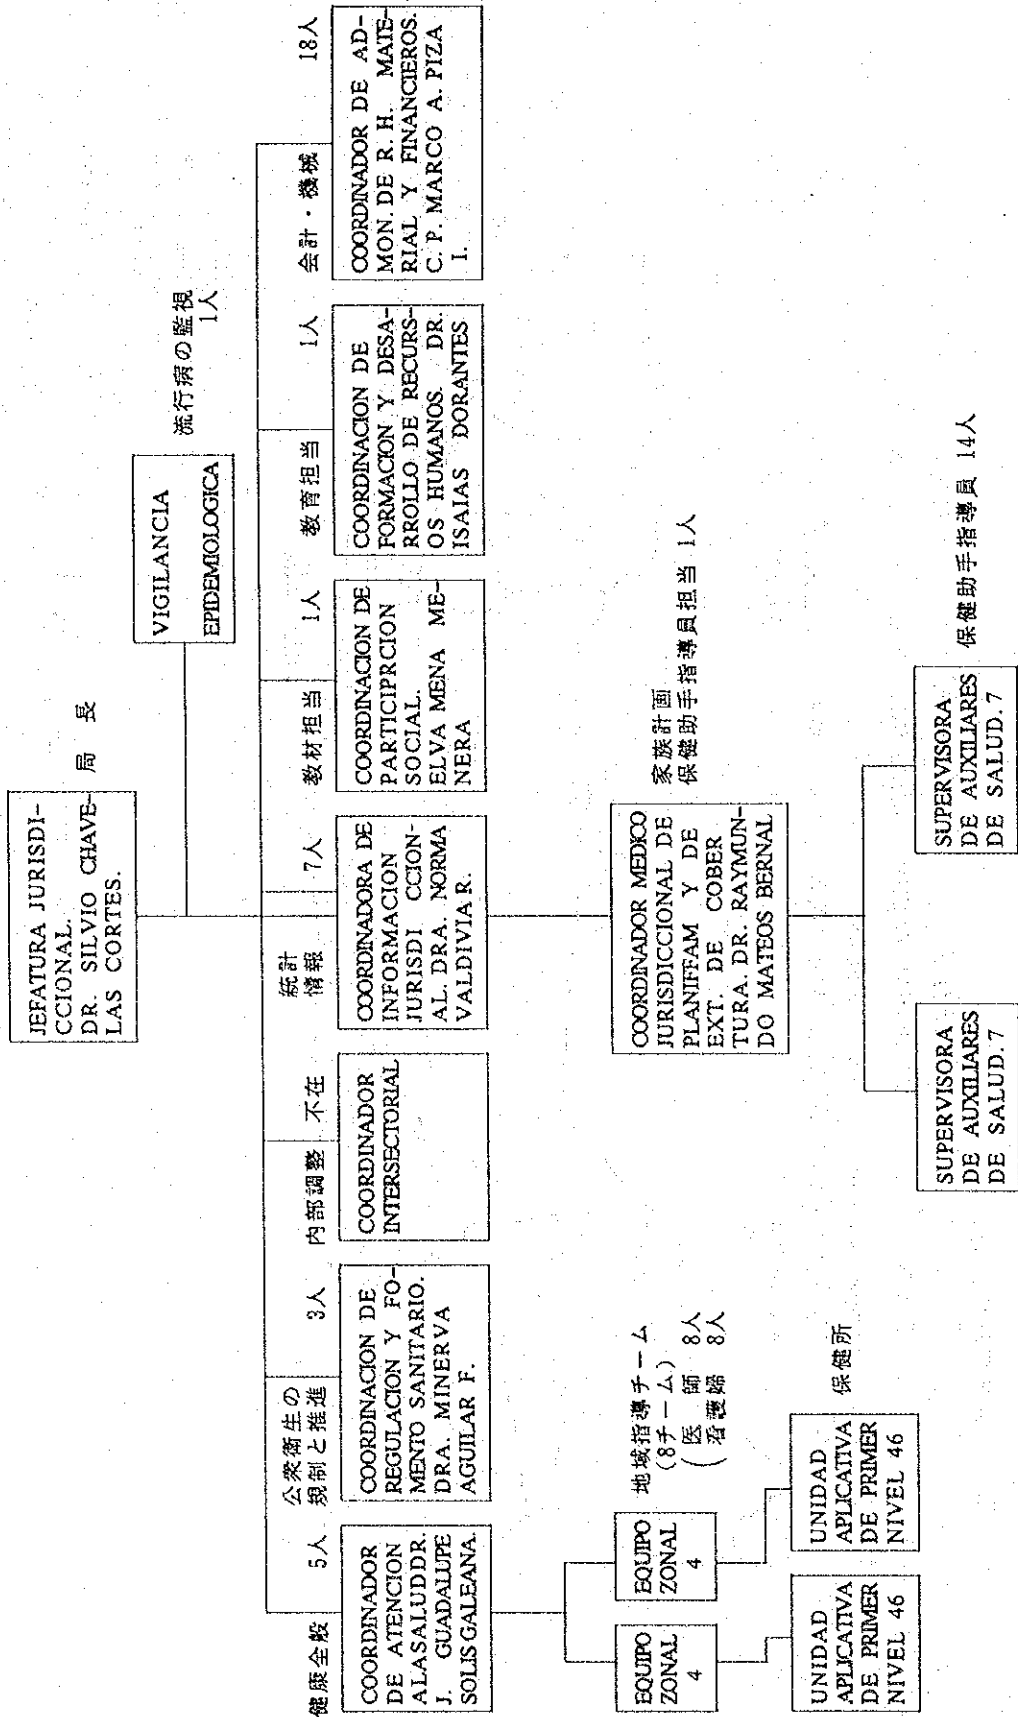 JEFATURA JURISDI-
CCIONAL.
DR. SILVIO CHAVE-
LAS CORTES.
局 長
VIGILANCIA
EPIDEMIOLOGICA
流行病の監視
1人
健康全般 5人
COORDINADOR
DE ATENCION
ALASALUDDR.
J. GUADALUPE
SOLIS GALEANA.
公衆衛生の
規制と推進 3人
COORDINACION DE
REGULACION Y FO-
MENTO SANITARIO.
DRA. MINERVA
AGUILAR F.
内部調整 不在
COORDINADOR
INTERSECTORIAL
統計
情報 7人
COORDINADORA DE
INFORMACION
JURISDI CCION-
AL. DRA. NORMA
VALDIVIA R.
教材担当 1人
COORDINACION DE
PARTICIPRCION
SOCIAL.
ELVA MENA ME-
NERA
教育担当 1人
COORDINACION DE
FORMACION Y DESA-
RROLLO DE RECURS-
OS HUMANOS. DR.
ISAIAS DORANTES
会計・機械 18人
COORDINADOR DE AD-
MON. DE R. H. MATE-
RIAL Y FINANCIEROS.
C. P. MARCO A. PIZA
I.
EQUIPO
ZONAL
4
EQUIPO
ZONAL
4
地域指導チーム
(8チーム)
(医 師 8人
看護婦 8人
UNIDAD
APLICATIVA
DE PRIMER
NIVEL 46
UNIDAD
APLICATIVA
DE PRIMER
NIVEL 46
保健所
COORDINADOR MEDICO
JURISDICCIONAL DE
PLANIFFAM Y DE
EXT. DE COBER
TURA. DR. RAYMUN-
DO MATEOS BERNAL
家族計画
保健助手指導員担当 1人
SUPERVISORA
DE AUXILIARES
DE SALUD. 7
SUPERVISORA
DE AUXILIARES
DE SALUD. 7
保健助手指導員 14人